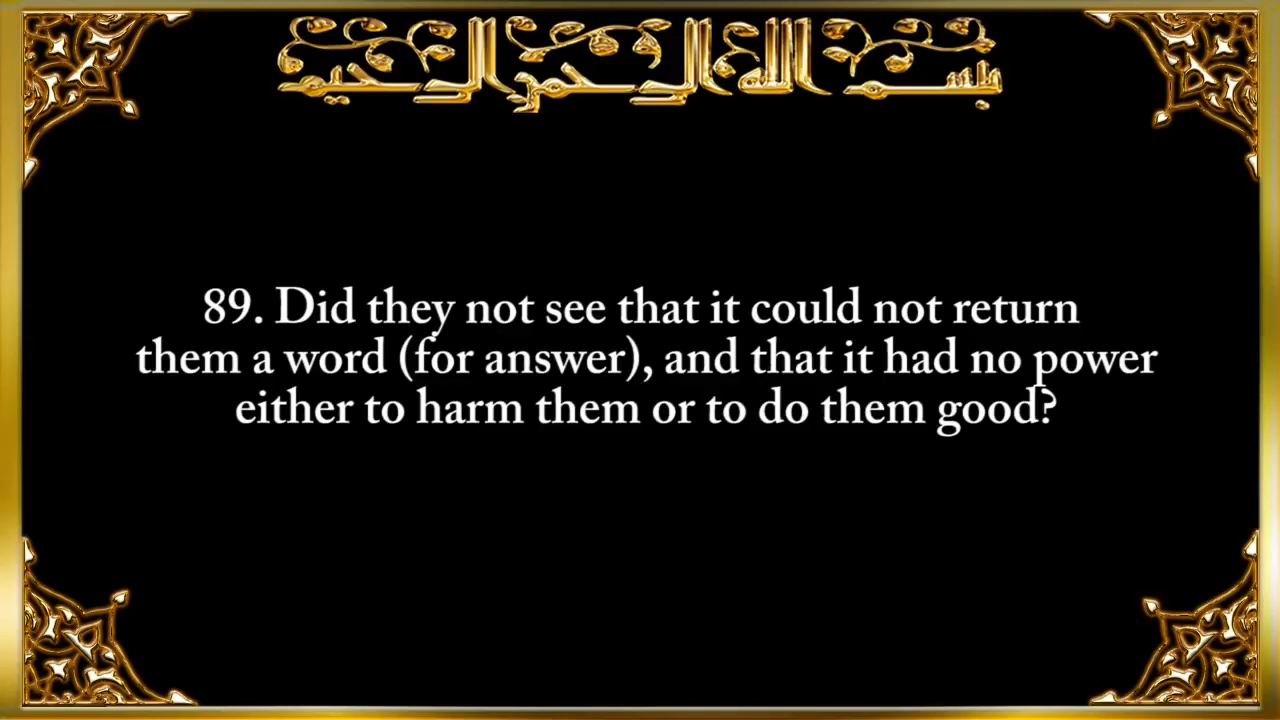 بسم الله الرحمن الرحيم
89. Did they not see that it could not return
them a word (for answer), and that it had no power
either to harm them or to do them good?